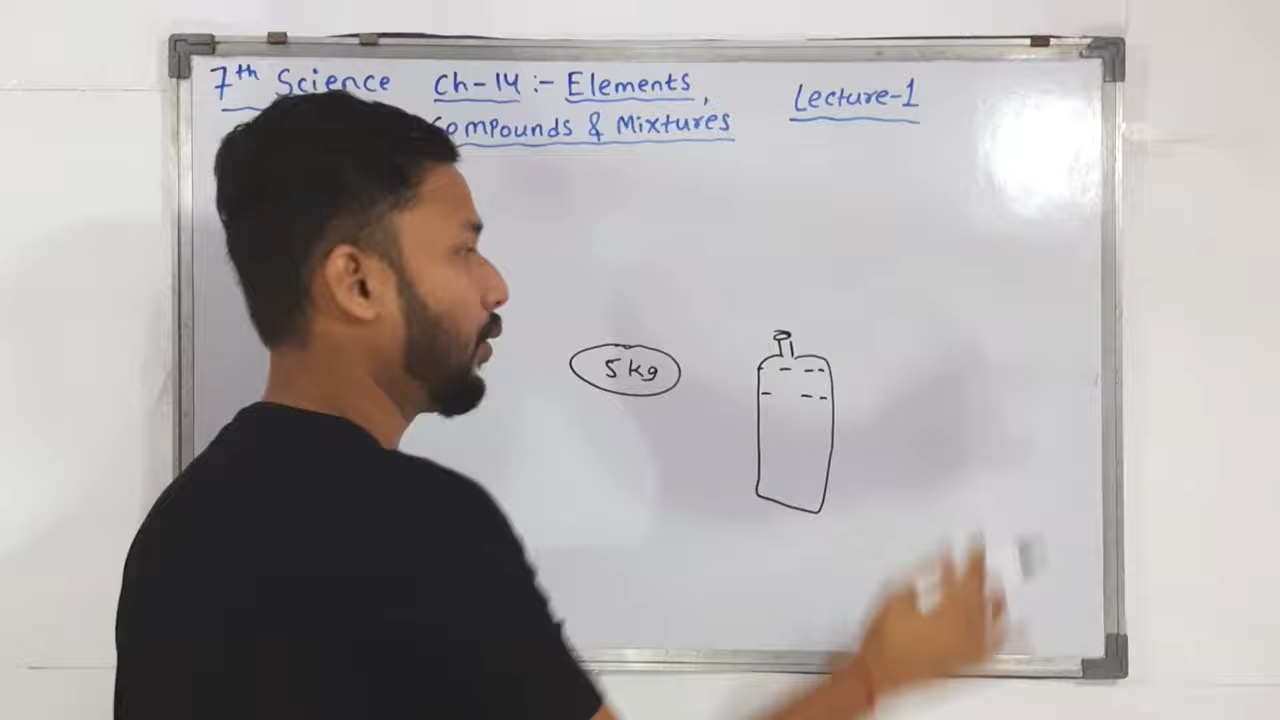 7th Science Ch-14 :- Elements, Lecture-1
Compounds & Mixtures
5 kg